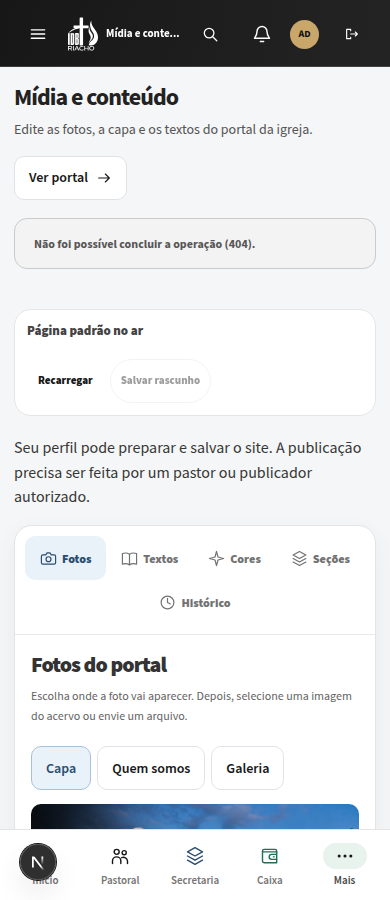 IDBI
RIACHO
Mídia e conte...
AD
Mídia e conteúdo
Edite as fotos, a capa e os textos do portal da igreja.
Ver portal →
Não foi possível concluir a operação (404).
Página padrão no ar
Recarregar
Salvar rascunho
Seu perfil pode preparar e salvar o site. A publicação
precisa ser feita por um pastor ou publicador
autorizado.
Fotos
Textos
Cores
Seções
Histórico
Fotos do portal
Escolha onde a foto vai aparecer. Depois, selecione uma imagem
do acervo ou envie um arquivo.
Capa
Quem somos
Galeria
N
Início
Pastoral
Secretaria
Caixa
Mais